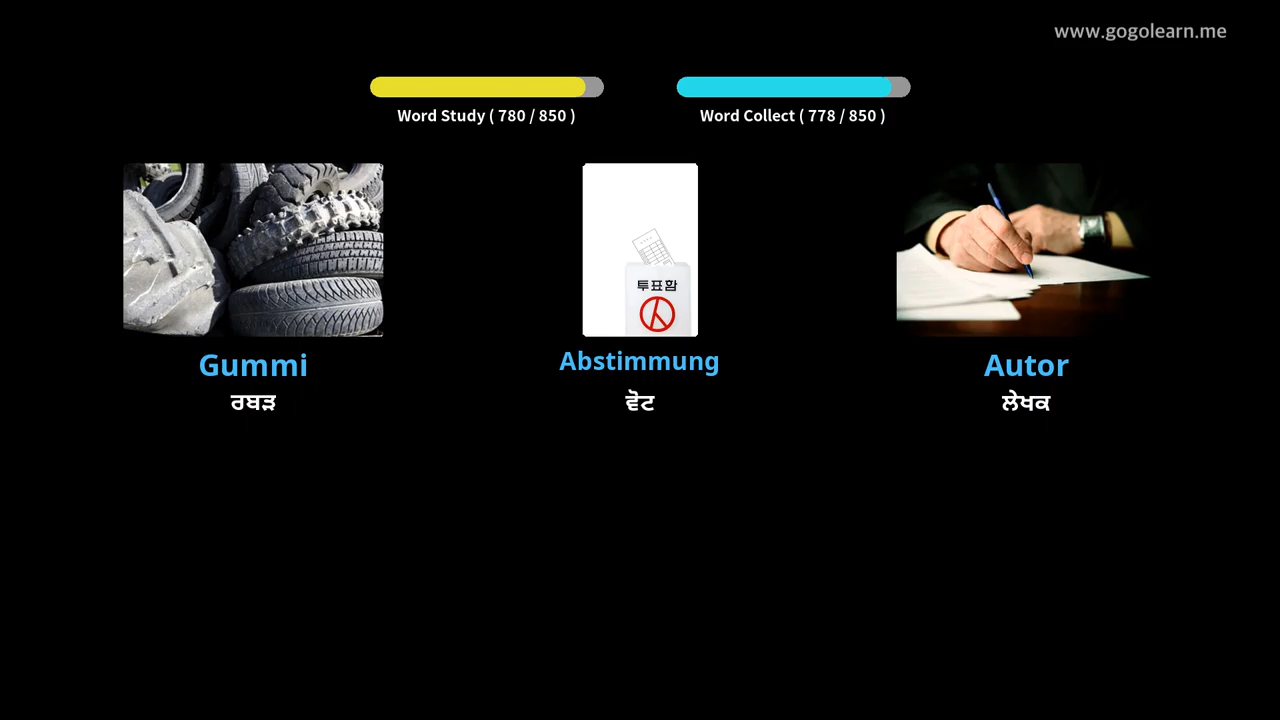 www.gogolearn.me
Word Study ( 780 / 850 )
Word Collect ( 778 / 850 )
투표함
Gummi
Abstimmung
Autor
ਰਬੜ
ਵੋਟ
ਲੇਖਕ